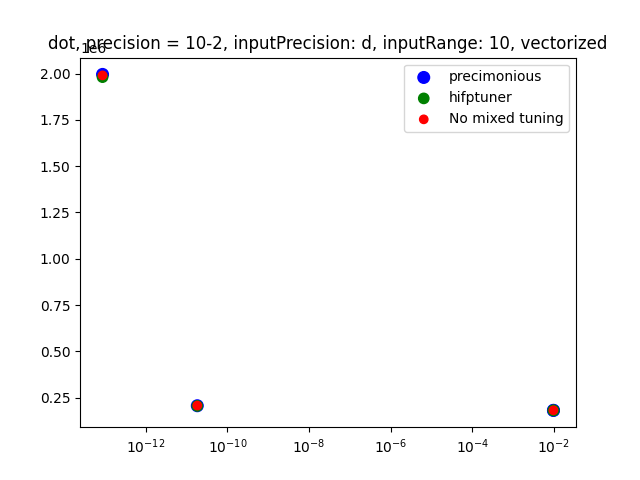 dot, precision = 10-2, inputPrecision: d, inputRange: 10, vectorized
1e6
2.00
1.75
1.50
1.25
1.00
0.75
0.50
0.25
precimonious
hifptuner
No mixed tuning
10⁻¹² 10⁻¹⁰ 10⁻⁸ 10⁻⁶ 10⁻⁴ 10⁻²